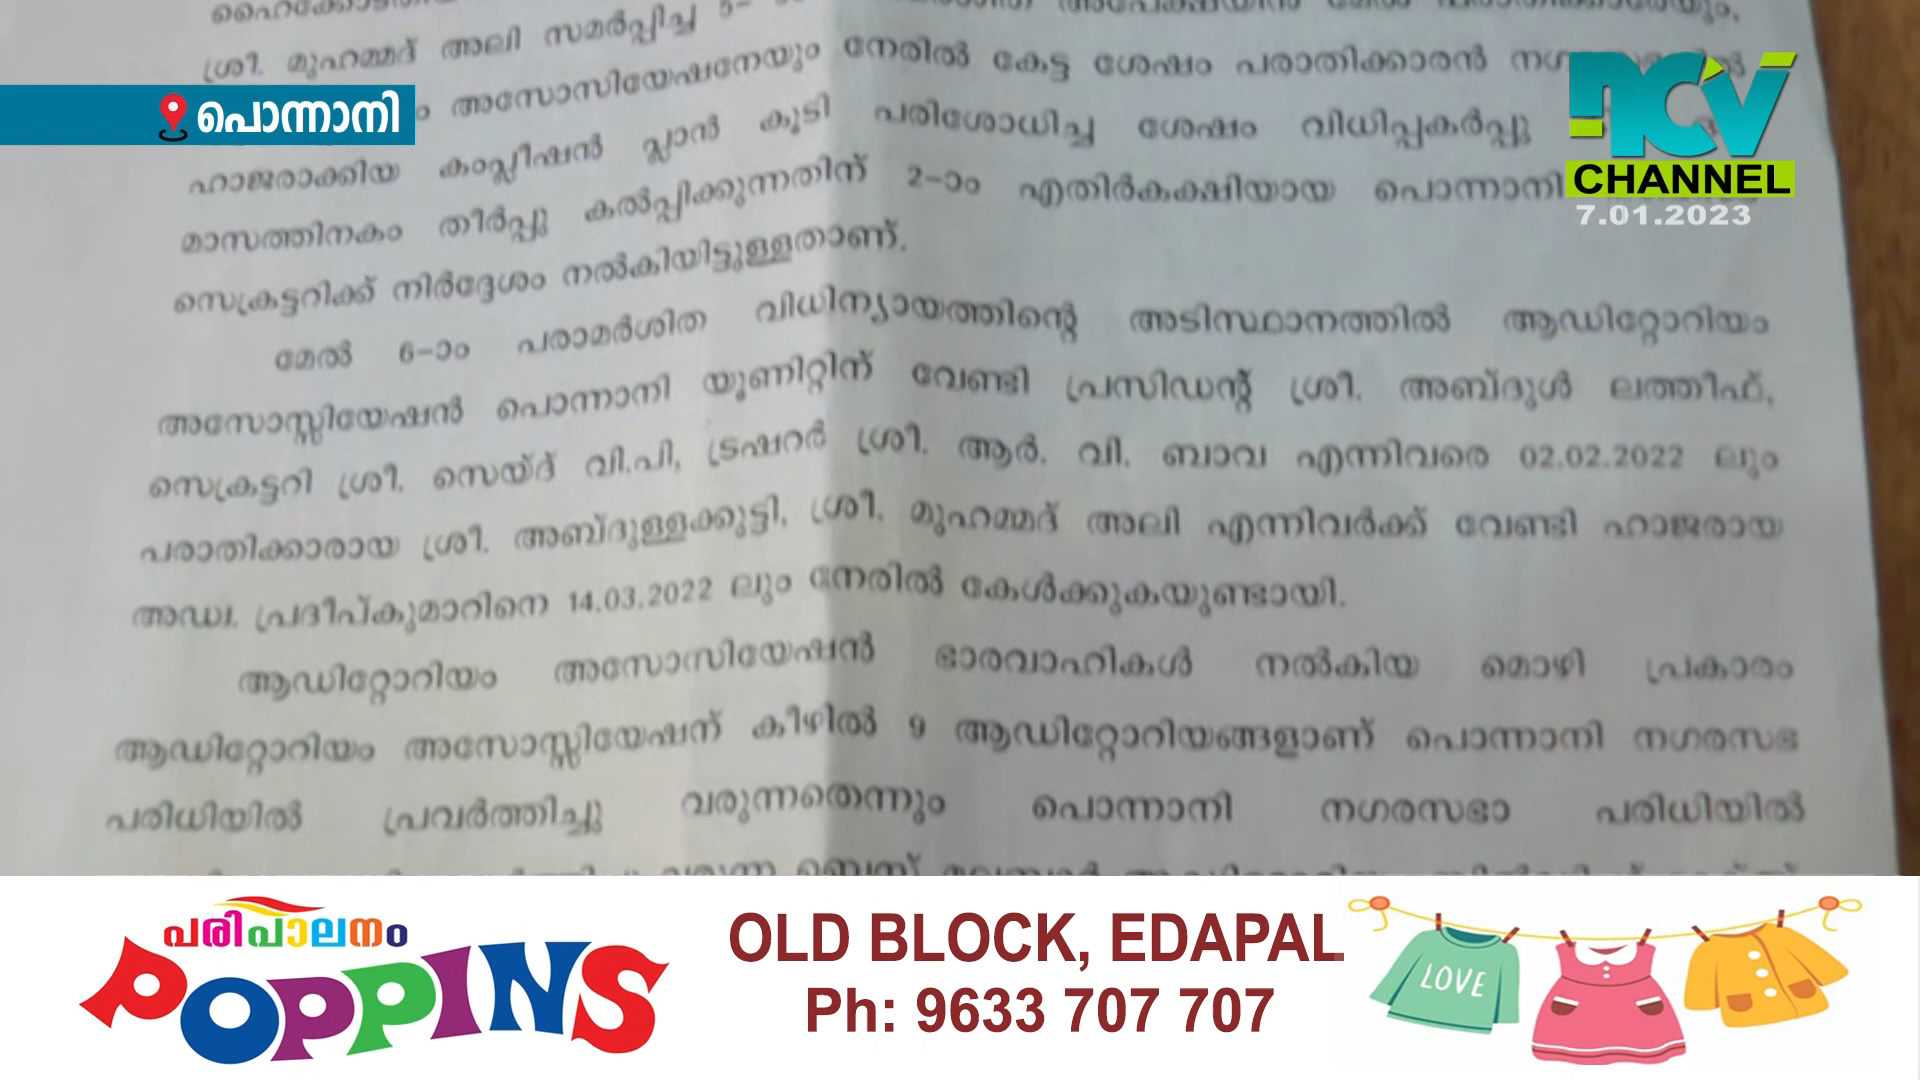 ശ്രീ. മുഹമ്മദ് അലി സമർപ്പിച്ച
പൊന്നാനി
അസോസിയേഷനേയും നേരിൽ കേട്ട ശേഷം പരാതിക്കാരൻ
ഹാജരാക്കിയ കംപ്ലീഷൻ പ്ലാൻ കൂടി പരിശോധിച്ച ശേഷം വിധിപ്പകർപ്പു
മാസത്തിനകം തീർപ്പു കൽപ്പിക്കുന്നതിന് 2-ാം എതിർകക്ഷിയായ പൊന്നാനി
സെക്രട്ടറിക്ക് നിർദ്ദേശം നൽകിയിട്ടുള്ളതാണ്.
മേൽ 6-ാം പരാമർശിത വിധിന്യായത്തിന്റെ അടിസ്ഥാനത്തിൽ ആഡിറ്റോറിയം
അസോസ്സിയേഷൻ പൊന്നാനി യൂണിറ്റിന് വേണ്ടി പ്രസിഡന്റ് ശ്രീ. അബ്ദുൾ ലത്തീഫ്,
സെക്രട്ടറി ശ്രീ. സെയ്ദ് വി.പി, ട്രഷറർ ശ്രീ. ആർ. വി. ബാവ എന്നിവരെ 02.02.2022 ലും
പരാതിക്കാരായ ശ്രീ. അബ്ദുള്ളക്കുട്ടി, ശ്രീ. മുഹമ്മദ് അലി എന്നിവർക്ക് വേണ്ടി ഹാജരായ
അഡ്വ. പ്രദീപ്കുമാറിനെ 14.03.2022 ലും നേരിൽ കേൾക്കുകയുണ്ടായി.
ആഡിറ്റോറിയം അസോസിയേഷൻ ഭാരവാഹികൾ നൽകിയ മൊഴി പ്രകാരം
ആഡിറ്റോറിയം അസോസ്സിയേഷന് കീഴിൽ 9 ആഡിറ്റോറിയങ്ങളാണ് പൊന്നാനി നഗരസഭ
പരിധിയിൽ പ്രവർത്തിച്ചു വരുന്നതെന്നും പൊന്നാനി നഗരസഭാ പരിധിയിൽ
NCV
CHANNEL
7.01.2023
പരിപാലനം
POPPINS
OLD BLOCK, EDAPAL
Ph: 9633 707 707
LOVE